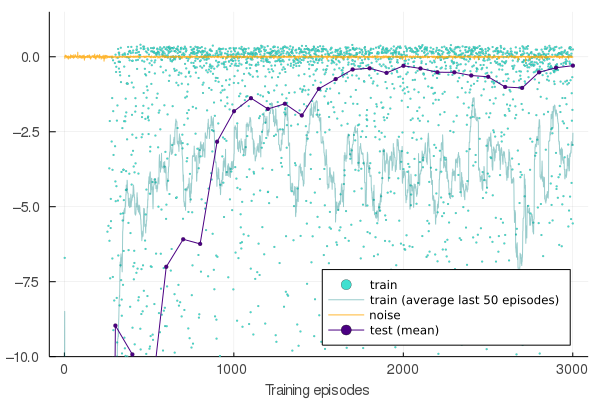 0.0
−2.5
−5.0
−7.5
−10.0
train
train (average last 50 episodes)
noise
test (mean)
0 1000 2000 3000
Training episodes